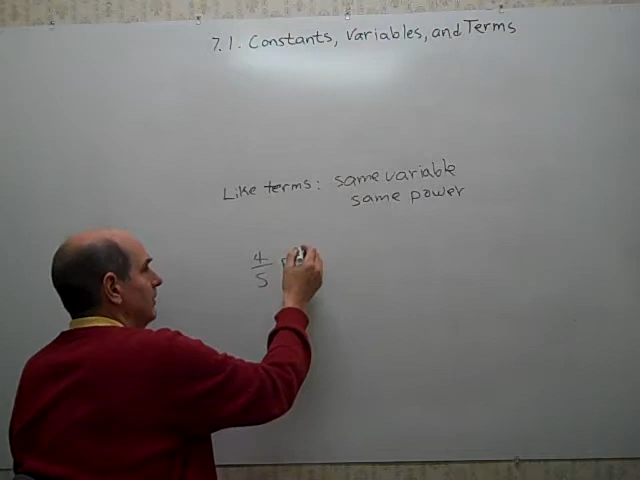 7.1. Constants, Variables, and Terms
Like terms: same variable
same power
4
5